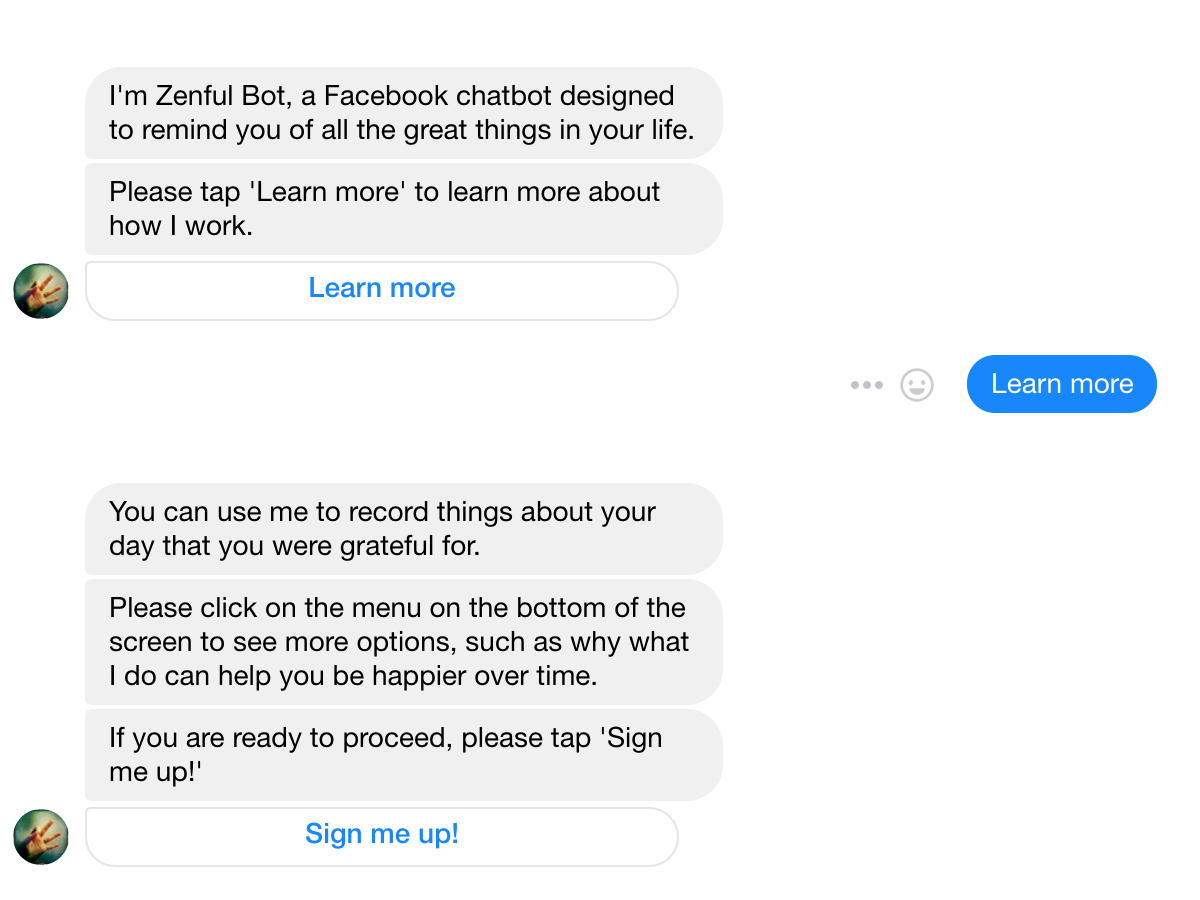 I'm Zenful Bot, a Facebook chatbot designed
to remind you of all the great things in your life.
Please tap 'Learn more' to learn more about
how I work.
Learn more
Learn more
You can use me to record things about your
day that you were grateful for.
Please click on the menu on the bottom of the
screen to see more options, such as why what
I do can help you be happier over time.
If you are ready to proceed, please tap 'Sign
me up!'
Sign me up!